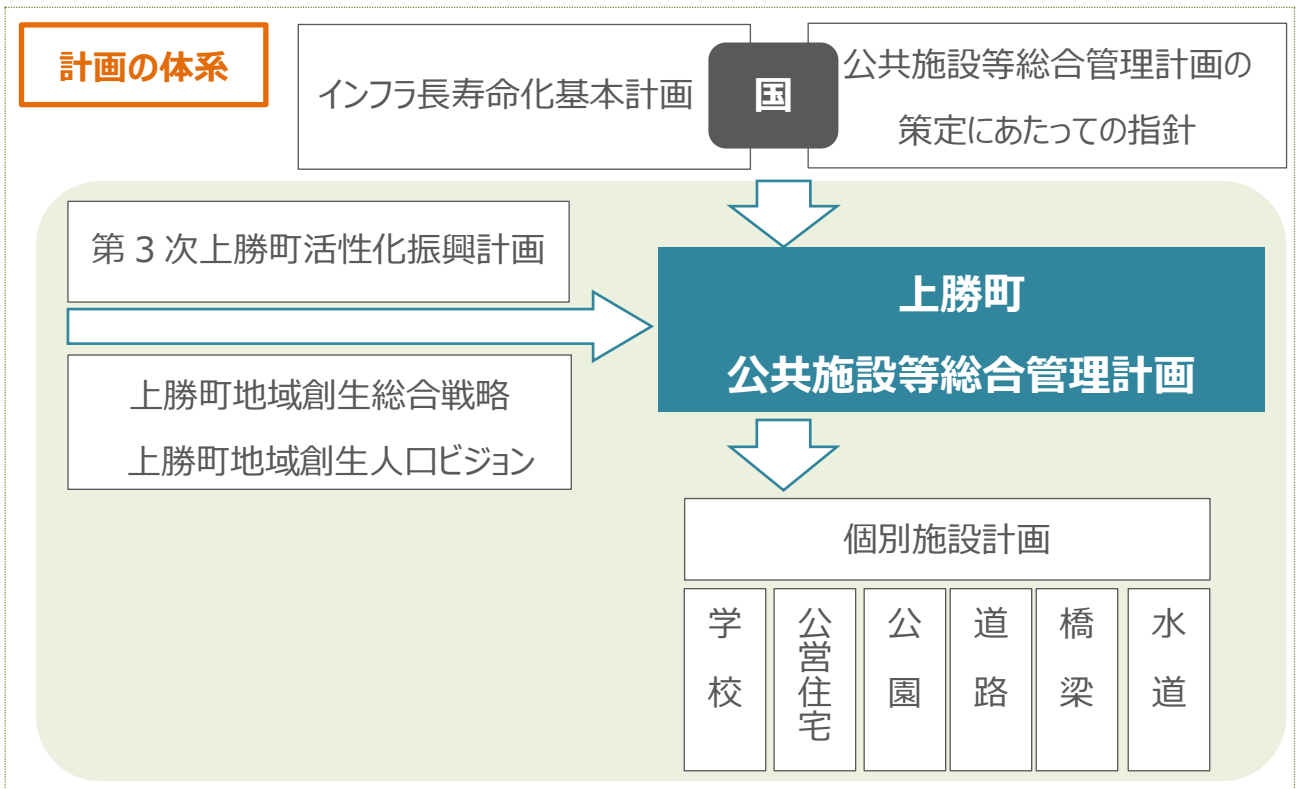 計画の体系
インフラ長寿命化基本計画
国
公共施設等総合管理計画の
策定にあたっての指針
第3次上勝町活性化振興計画
上勝町地域創生総合戦略
上勝町地域創生人口ビジョン
上勝町
公共施設等総合管理計画
個別施設計画
学校
公営住宅
公園
道路
橋梁
水道